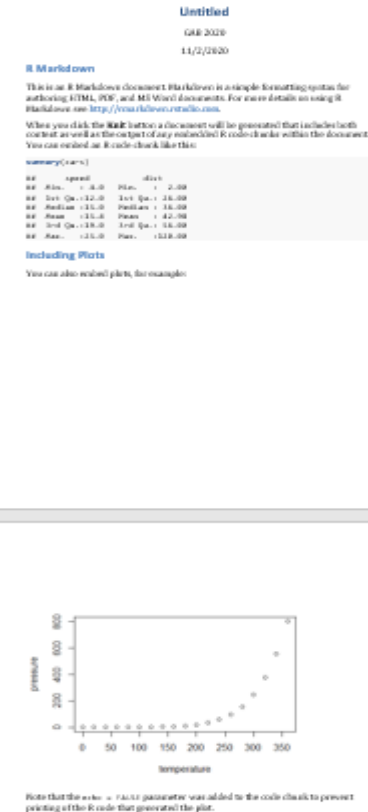 Untitled
GAB 2020
11/2/2020
R Markdown
This is an R Markdown document. Markdown is a simple formatting syntax for
authoring HTML, PDF, and MS Word documents. For more details on using R
Markdown see http://rmarkdown.rstudio.com.
When you click the Knit button a document will be generated that includes both
content as well as the output of any embedded R code chunks within the document.
You can embed an R code chunk like this:
summary(cars)
## speed dist
## Min. : 4.0 Min. : 2.00
## 1st Qu.:12.0 1st Qu.: 26.00
## Median :15.0 Median : 36.00
## Mean :15.4 Mean : 42.98
## 3rd Qu.:19.0 3rd Qu.: 56.00
## Max. :25.0 Max. :120.00
Including Plots
You can also embed plots, for example:
800
600
400
200
0
pressure
0 50 100 150 200 250 300 350
temperature
Note that the echo = FALSE parameter was added to the code chunk to prevent
printing of the R code that generated the plot.